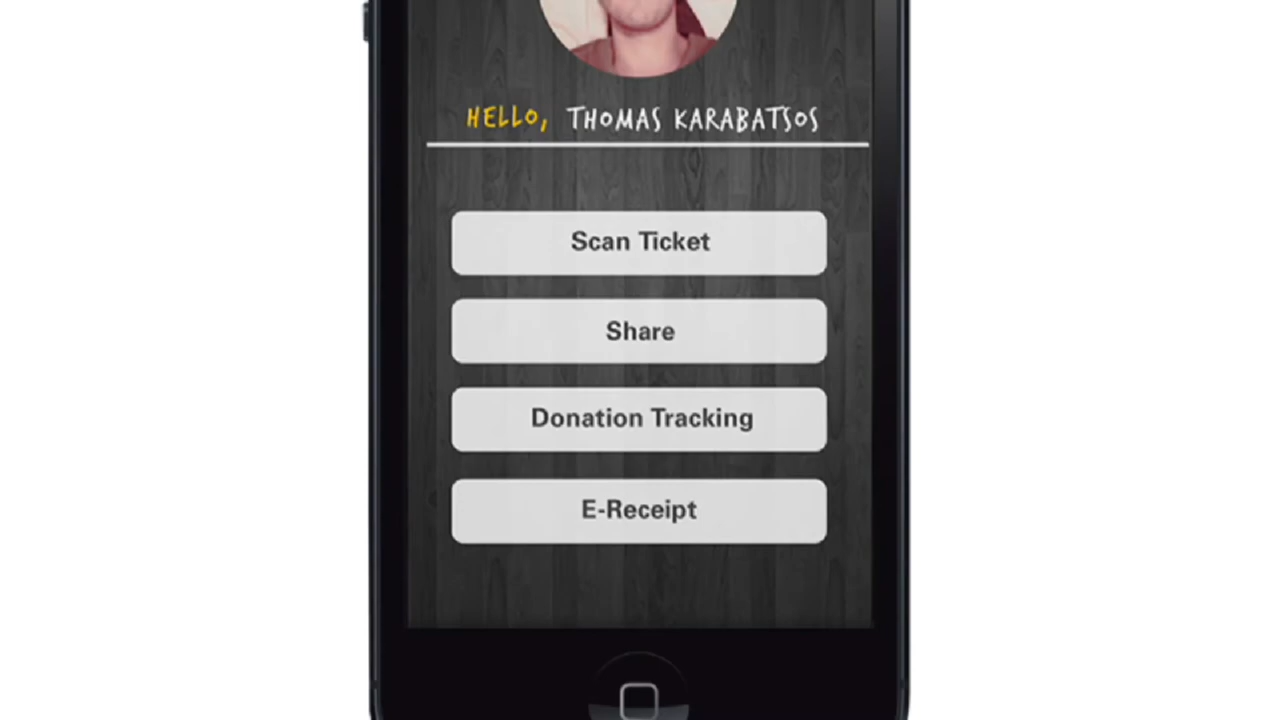 HELLO, THOMAS KARABATSOS
Scan Ticket
Share
Donation Tracking
E-Receipt